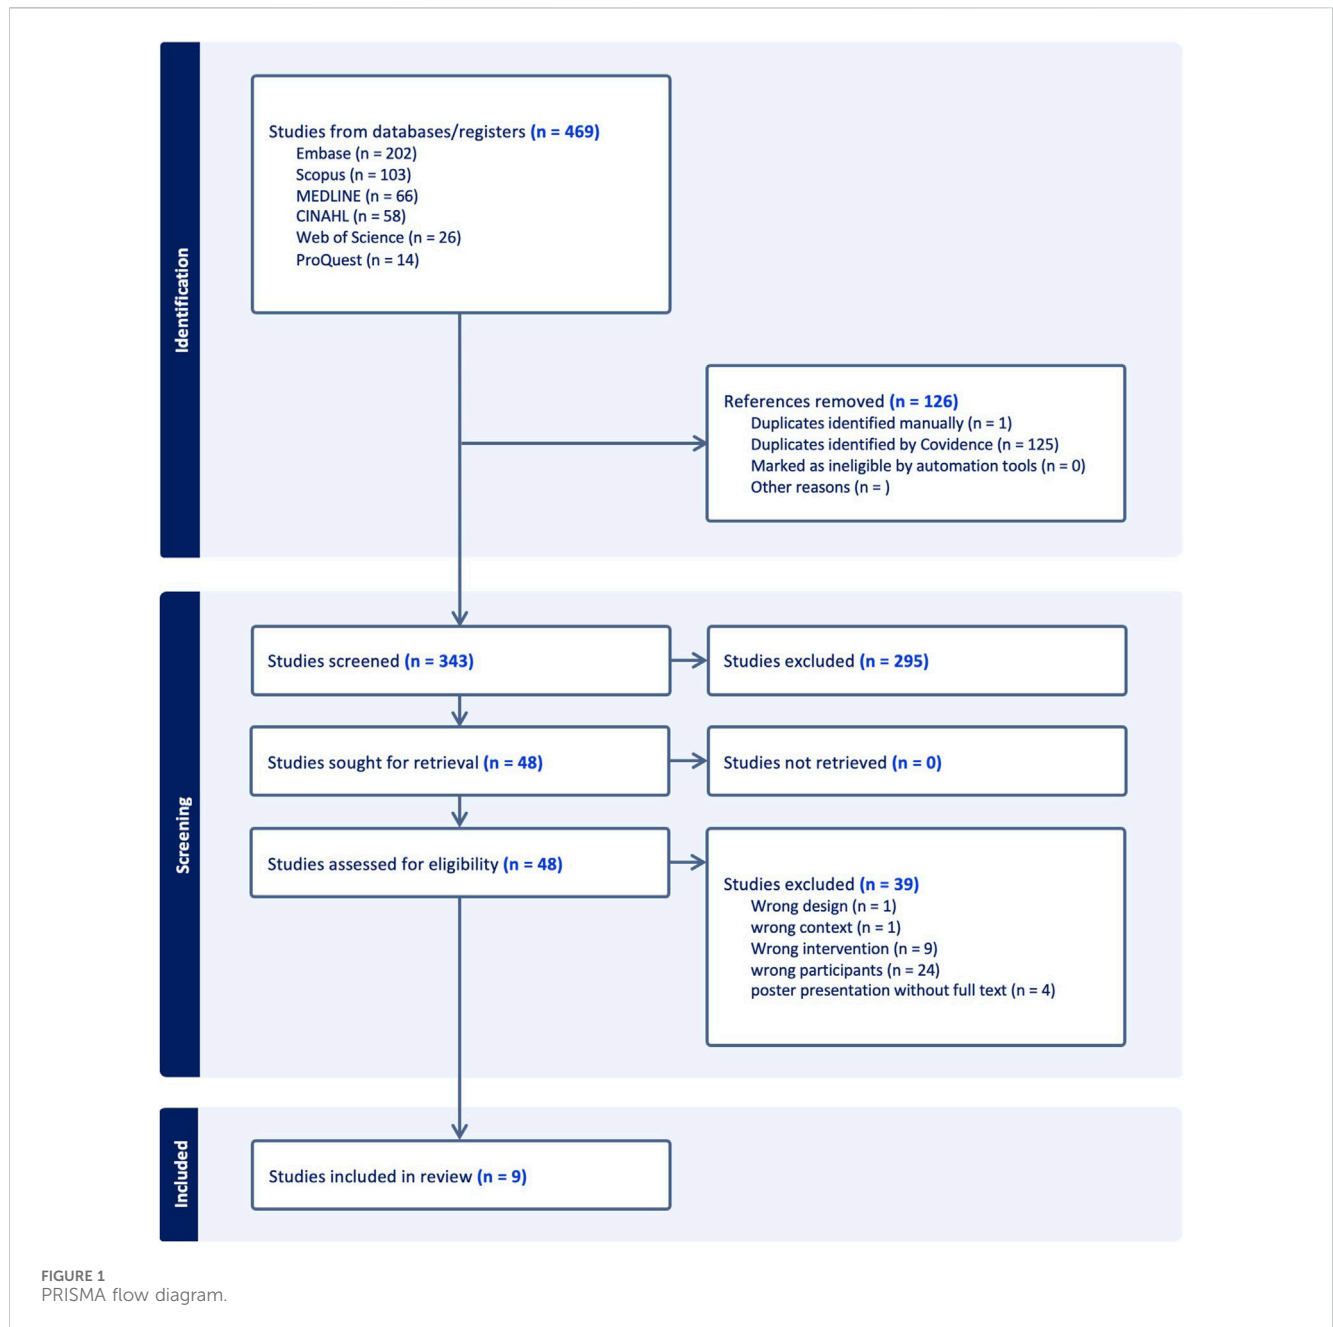 Identification
Studies from databases/registers (n = 469)
Embase (n = 202)
Scopus (n = 103)
MEDLINE (n = 66)
CINAHL (n = 58)
Web of Science (n = 26)
ProQuest (n = 14)
References removed (n = 126)
Duplicates identified manually (n = 1)
Duplicates identified by Covidence (n = 125)
Marked as ineligible by automation tools (n = 0)
Other reasons (n = )
Screening
Studies screened (n = 343)
Studies excluded (n = 295)
Studies sought for retrieval (n = 48)
Studies not retrieved (n = 0)
Studies assessed for eligibility (n = 48)
Studies excluded (n = 39)
Wrong design (n = 1)
wrong context (n = 1)
Wrong intervention (n = 9)
wrong participants (n = 24)
poster presentation without full text (n = 4)
Included
Studies included in review (n = 9)
FIGURE 1
PRISMA flow diagram.